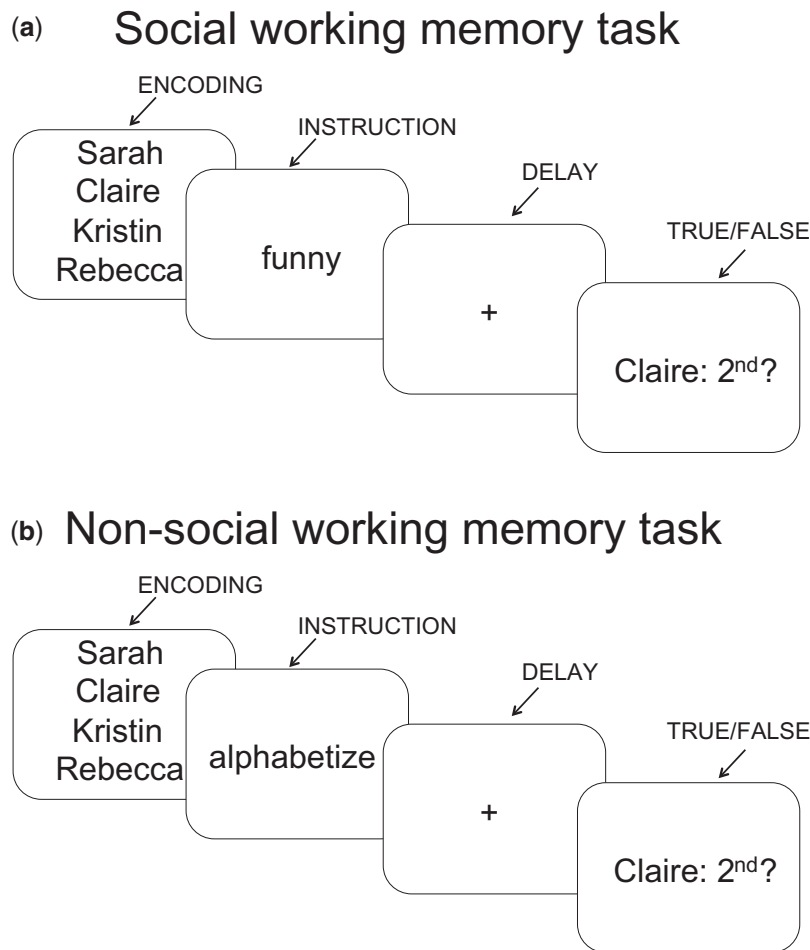 (a) Social working memory task
ENCODING
Sarah
Claire
Kristin
Rebecca
INSTRUCTION
funny
DELAY
+
TRUE/FALSE
Claire: 2nd?
(b) Non-social working memory task
ENCODING
Sarah
Claire
Kristin
Rebecca
INSTRUCTION
alphabetize
DELAY
+
TRUE/FALSE
Claire: 2nd?